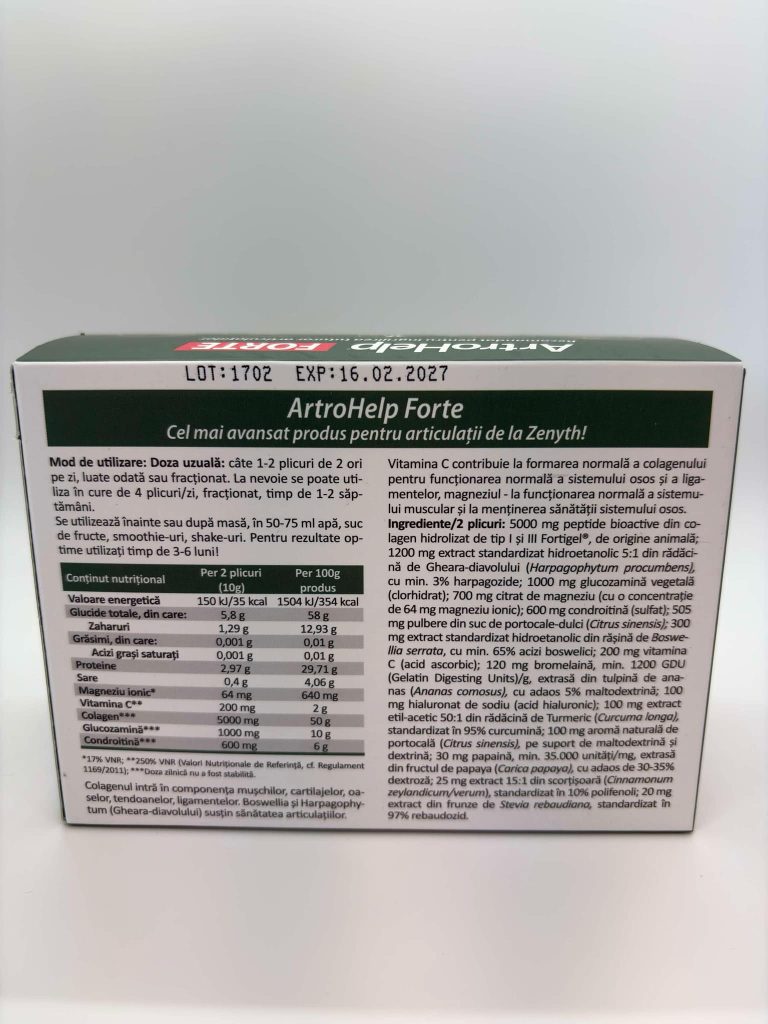 ArtroHelp FORTE
LOT:1702 EXP:16.02.2027
ArtroHelp Forte
Cel mai avansat produs pentru articulații de la Zenyth!
Mod de utilizare: Doza uzuală: câte 1-2 plicuri de 2 ori
pe zi, luate odată sau fracționat. La nevoie se poate uti-
liza în cure de 4 plicuri/zi, fracționat, timp de 1-2 săp-
tămâni.
Se utilizează înainte sau după masă, în 50-75 ml apă, suc
de fructe, smoothie-uri, shake-uri. Pentru rezultate op-
time utilizați timp de 3-6 luni!
Conținut nutrițional Per 2 plicuri (10g) Per 100g produs
Valoare energetică 150 kJ/35 kcal 1504 kJ/354 kcal
Glucide totale, din care: 5,8 g 58 g
Zaharuri 1,29 g 12,93 g
Grăsimi, din care: 0,001 g 0,01 g
Acizi grași saturați 0,001 g 0,01 g
Proteine 2,97 g 29,71 g
Sare 0,4 g 4,06 g
Magneziu ionic* 64 mg 640 mg
Vitamina C** 200 mg 2 g
Colagen*** 5000 mg 50 g
Glucozamină*** 1000 mg 10 g
Condroitină*** 600 mg 6 g
*17% VNR; **250% VNR (Valori Nutriționale de Referință, cf. Regulament
1169/2011); ***Doza zilnică nu a fost stabilită.
Colagenul intră în componența mușchilor, cartilajelor, oa-
selor, tendoanelor, ligamentelor. Boswellia și Harpagophy-
tum (Gheara-diavolului) susțin sănătatea articulațiilor.
Vitamina C contribuie la formarea normală a colagenului
pentru funcționarea normală a sistemului osos și a liga-
mentelor, magneziul - la funcționarea normală a sistemu-
lui muscular și la menținerea sănătății sistemului osos.
Ingrediente/2 plicuri: 5000 mg peptide bioactive din co-
lagen hidrolizat de tip I și III Fortigel®, de origine animală;
1200 mg extract standardizat hidroetanolic 5:1 din rădăci-
nă de Gheara-diavolului (Harpagophytum procumbens),
cu min. 3% harpagozide; 1000 mg glucozamină vegetală
(clorhidrat); 700 mg citrat de magneziu (cu o concentrație
de 64 mg magneziu ionic); 600 mg condroitină (sulfat); 505
mg pulbere din suc de portocale-dulci (Citrus sinensis); 300
mg extract standardizat hidroetanolic din rășină de Boswe-
llia serrata, cu min. 65% acizi boswelici; 200 mg vitamina
C (acid ascorbic); 120 mg bromelaină, min. 1200 GDU
(Gelatin Digesting Units)/g, extrasă din tulpină de ana-
nas (Ananas comosus), cu adaos 5% maltodextrină; 100
mg hialuronat de sodiu (acid hialuronic); 100 mg extract
etil-acetic 50:1 din rădăcină de Turmeric (Curcuma longa),
standardizat în 95% curcumină; 100 mg aromă naturală de
portocală (Citrus sinensis), pe suport de maltodextrină și
dextrină; 30 mg papaină, min. 35.000 unități/mg, extrasă
din fructul de papaya (Carica papaya), cu adaos de 30-35%
dextroză; 25 mg extract 15:1 din scorțișoară (Cinnamonum
zeylandicum/verum), standardizat în 10% polifenoli; 20 mg
extract din frunze de Stevia rebaudiana, standardizat în
97% rebaudozid.